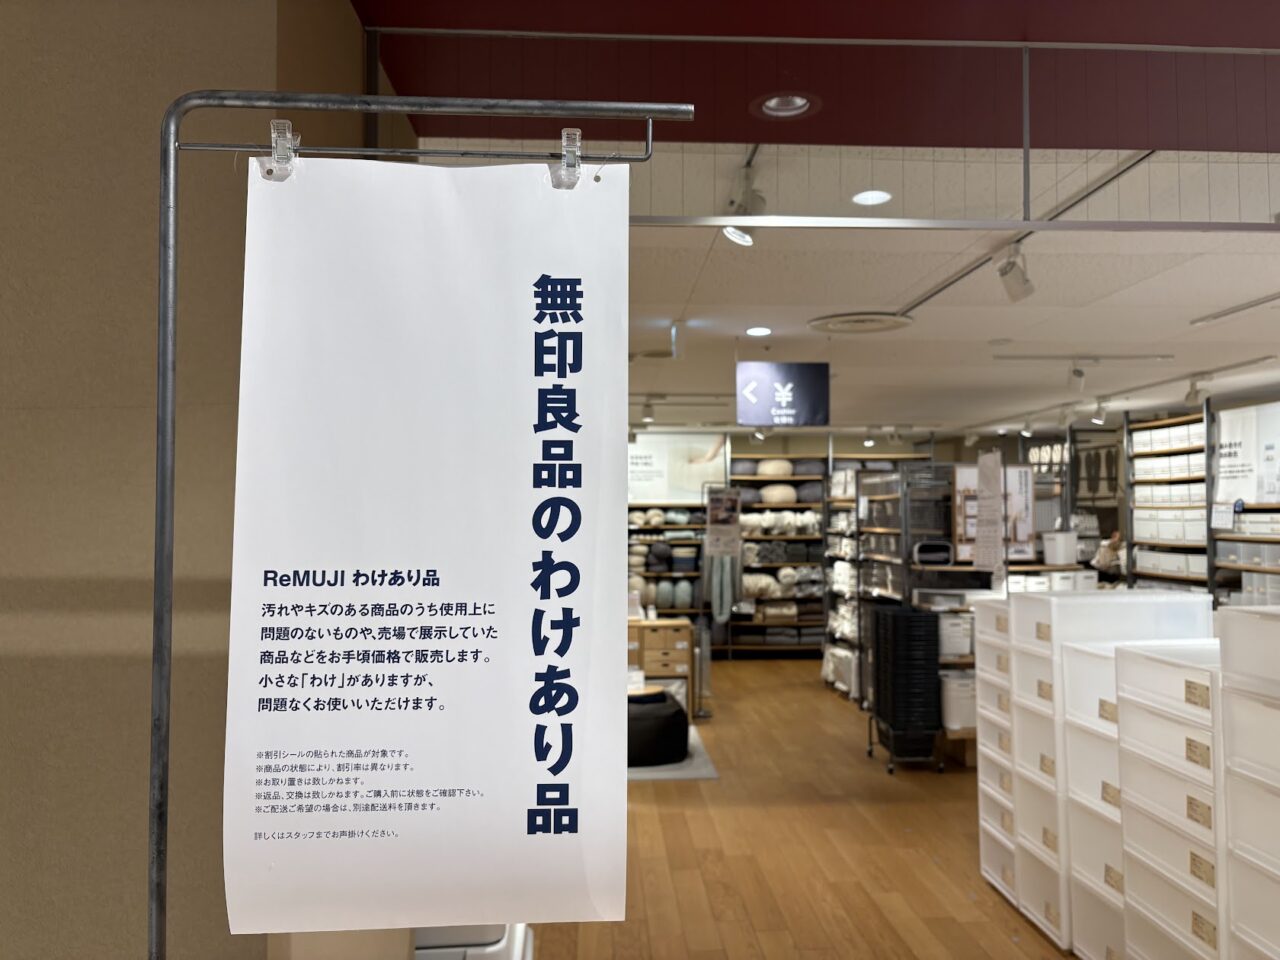 無印良品のわけあり品
ReMUJI わけあり品
汚れやキズのある商品のうち使用上に
問題のないものや、売場で展示していた
商品などをお手頃価格で販売します。
小さな「わけ」がありますが、
問題なくお使いいただけます。
※割引シールの貼られた商品が対象です。
※商品の状態により、割引率は異なります。
※お取り置きは致しかねます。
※返品、交換は致しかねます。ご購入前に状態をご確認下さい。
※ご配送ご希望の場合は、別途配送料を頂きます。
詳しくはスタッフまでお声掛けください。
¥
Cashier